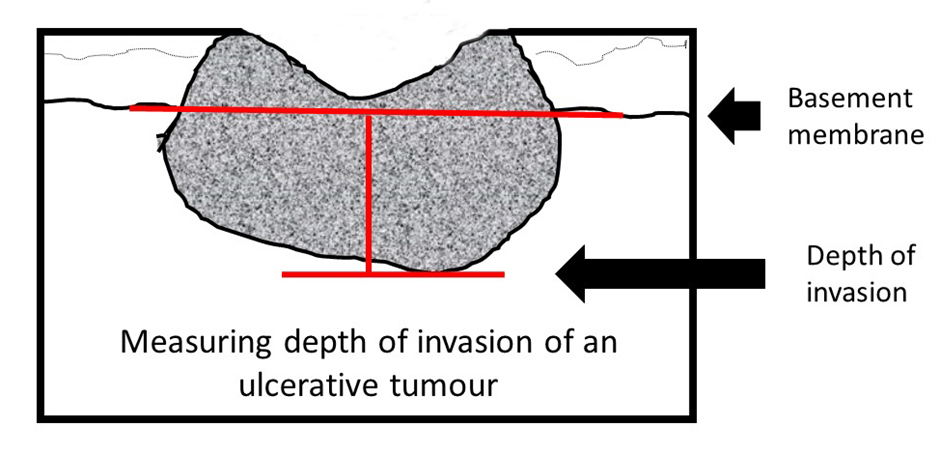 Basement
membrane
Depth of
invasion
Measuring depth of invasion of an
ulcerative tumour